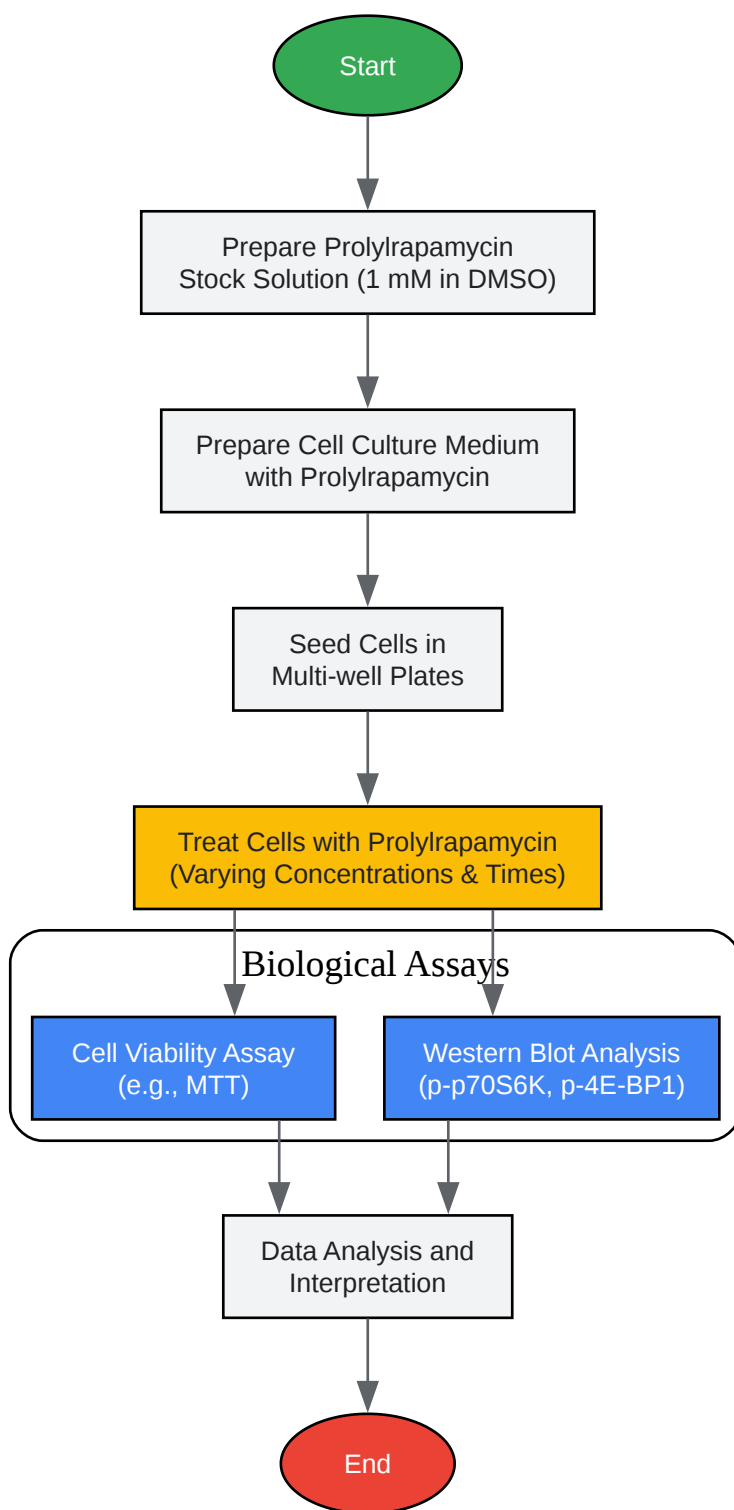 Start
Prepare Prolylrapamycin
Stock Solution (1 mM in DMSO)
Prepare Cell Culture Medium
with Prolylrapamycin
Seed Cells in
Multi-well Plates
Treat Cells with Prolylrapamycin
(Varying Concentrations & Times)
Biological Assays
Cell Viability Assay
(e.g., MTT)
Western Blot Analysis
(p-p70S6K, p-4E-BP1)
Data Analysis and
Interpretation
End